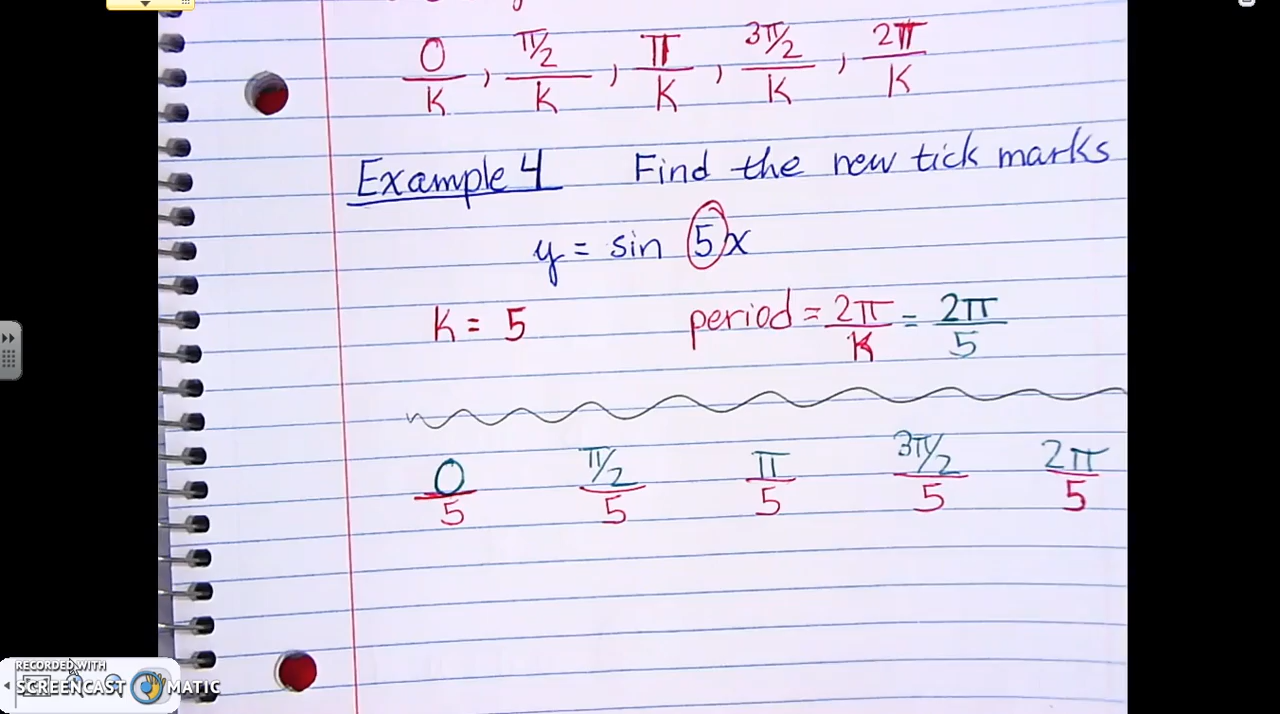 0/K , π/2/K , π/K , 3π/2/K , 2π/K
Example 4 Find the new tick marks
y = sin 5x
K = 5 period = 2π/K = 2π/5
0/5 π/2/5 π/5 3π/2/5 2π/5
RECORDED WITH
SCREENCAST MATIC